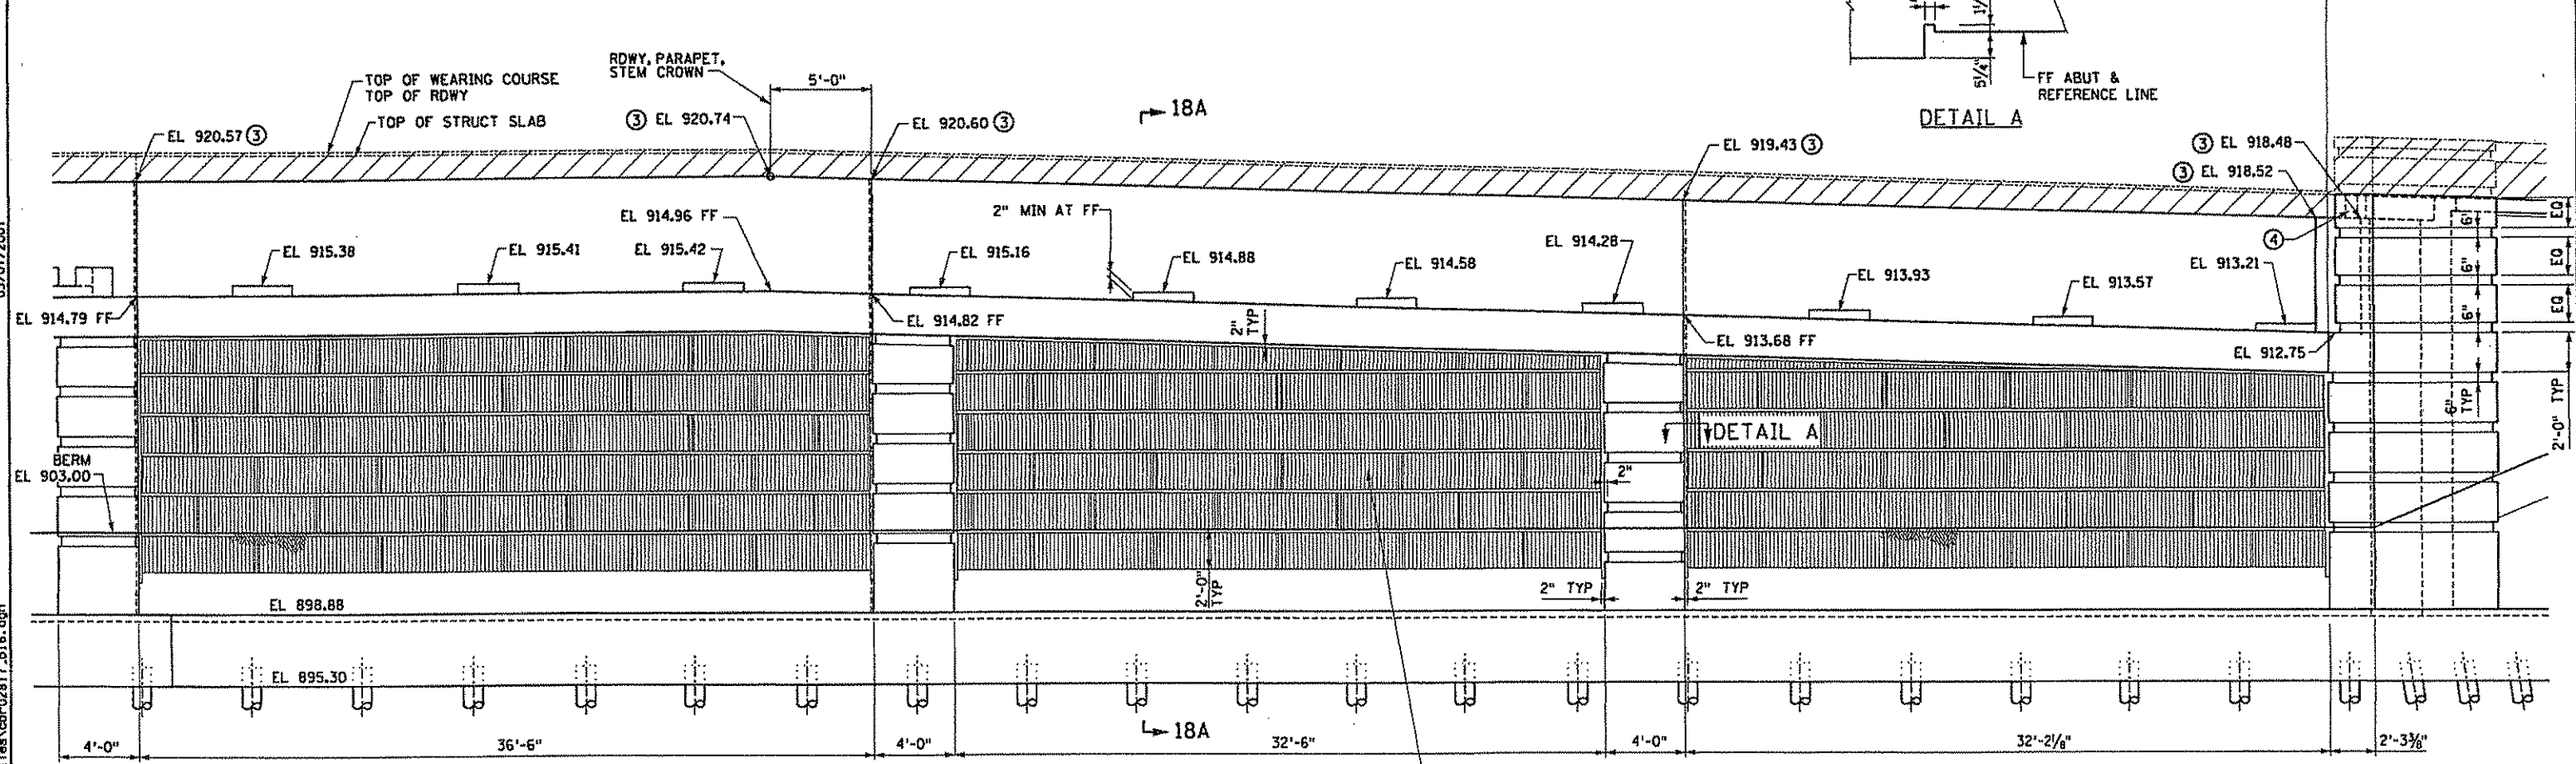 1'
5¼"
FF ABUT &
REFERENCE LINE
DETAIL A
RDWY, PARAPET,
STEM CROWN
5'-0"
TOP OF WEARING COURSE
TOP OF RDWY
TOP OF STRUCT SLAB
18A
EL 920.57 ③
③ EL 920.74
EL 920.60 ③
EL 919.43 ③
③ EL 918.48
③ EL 918.52
④
EL 914.96 FF
2" MIN AT FF
EL 915.38
EL 915.41
EL 915.42
EL 915.16
EL 914.88
EL 914.58
EL 914.28
EL 913.93
EL 913.57
EL 913.21
6"
EQ
6"
EQ
6"
EQ
EL 914.79 FF
EL 914.82 FF
2"
TYP
EL 913.68 FF
EL 912.75
6"
TYP
2'-0" TYP
DETAIL A
BERM
EL 903.00
2"
2'-0"
TYP
2" TYP
2" TYP
EL 898.88
EL 895.30
18A
4'-0"
36'-6"
4'-0"
32'-6"
4'-0"
32'-2⅛"
2'-3⅜"